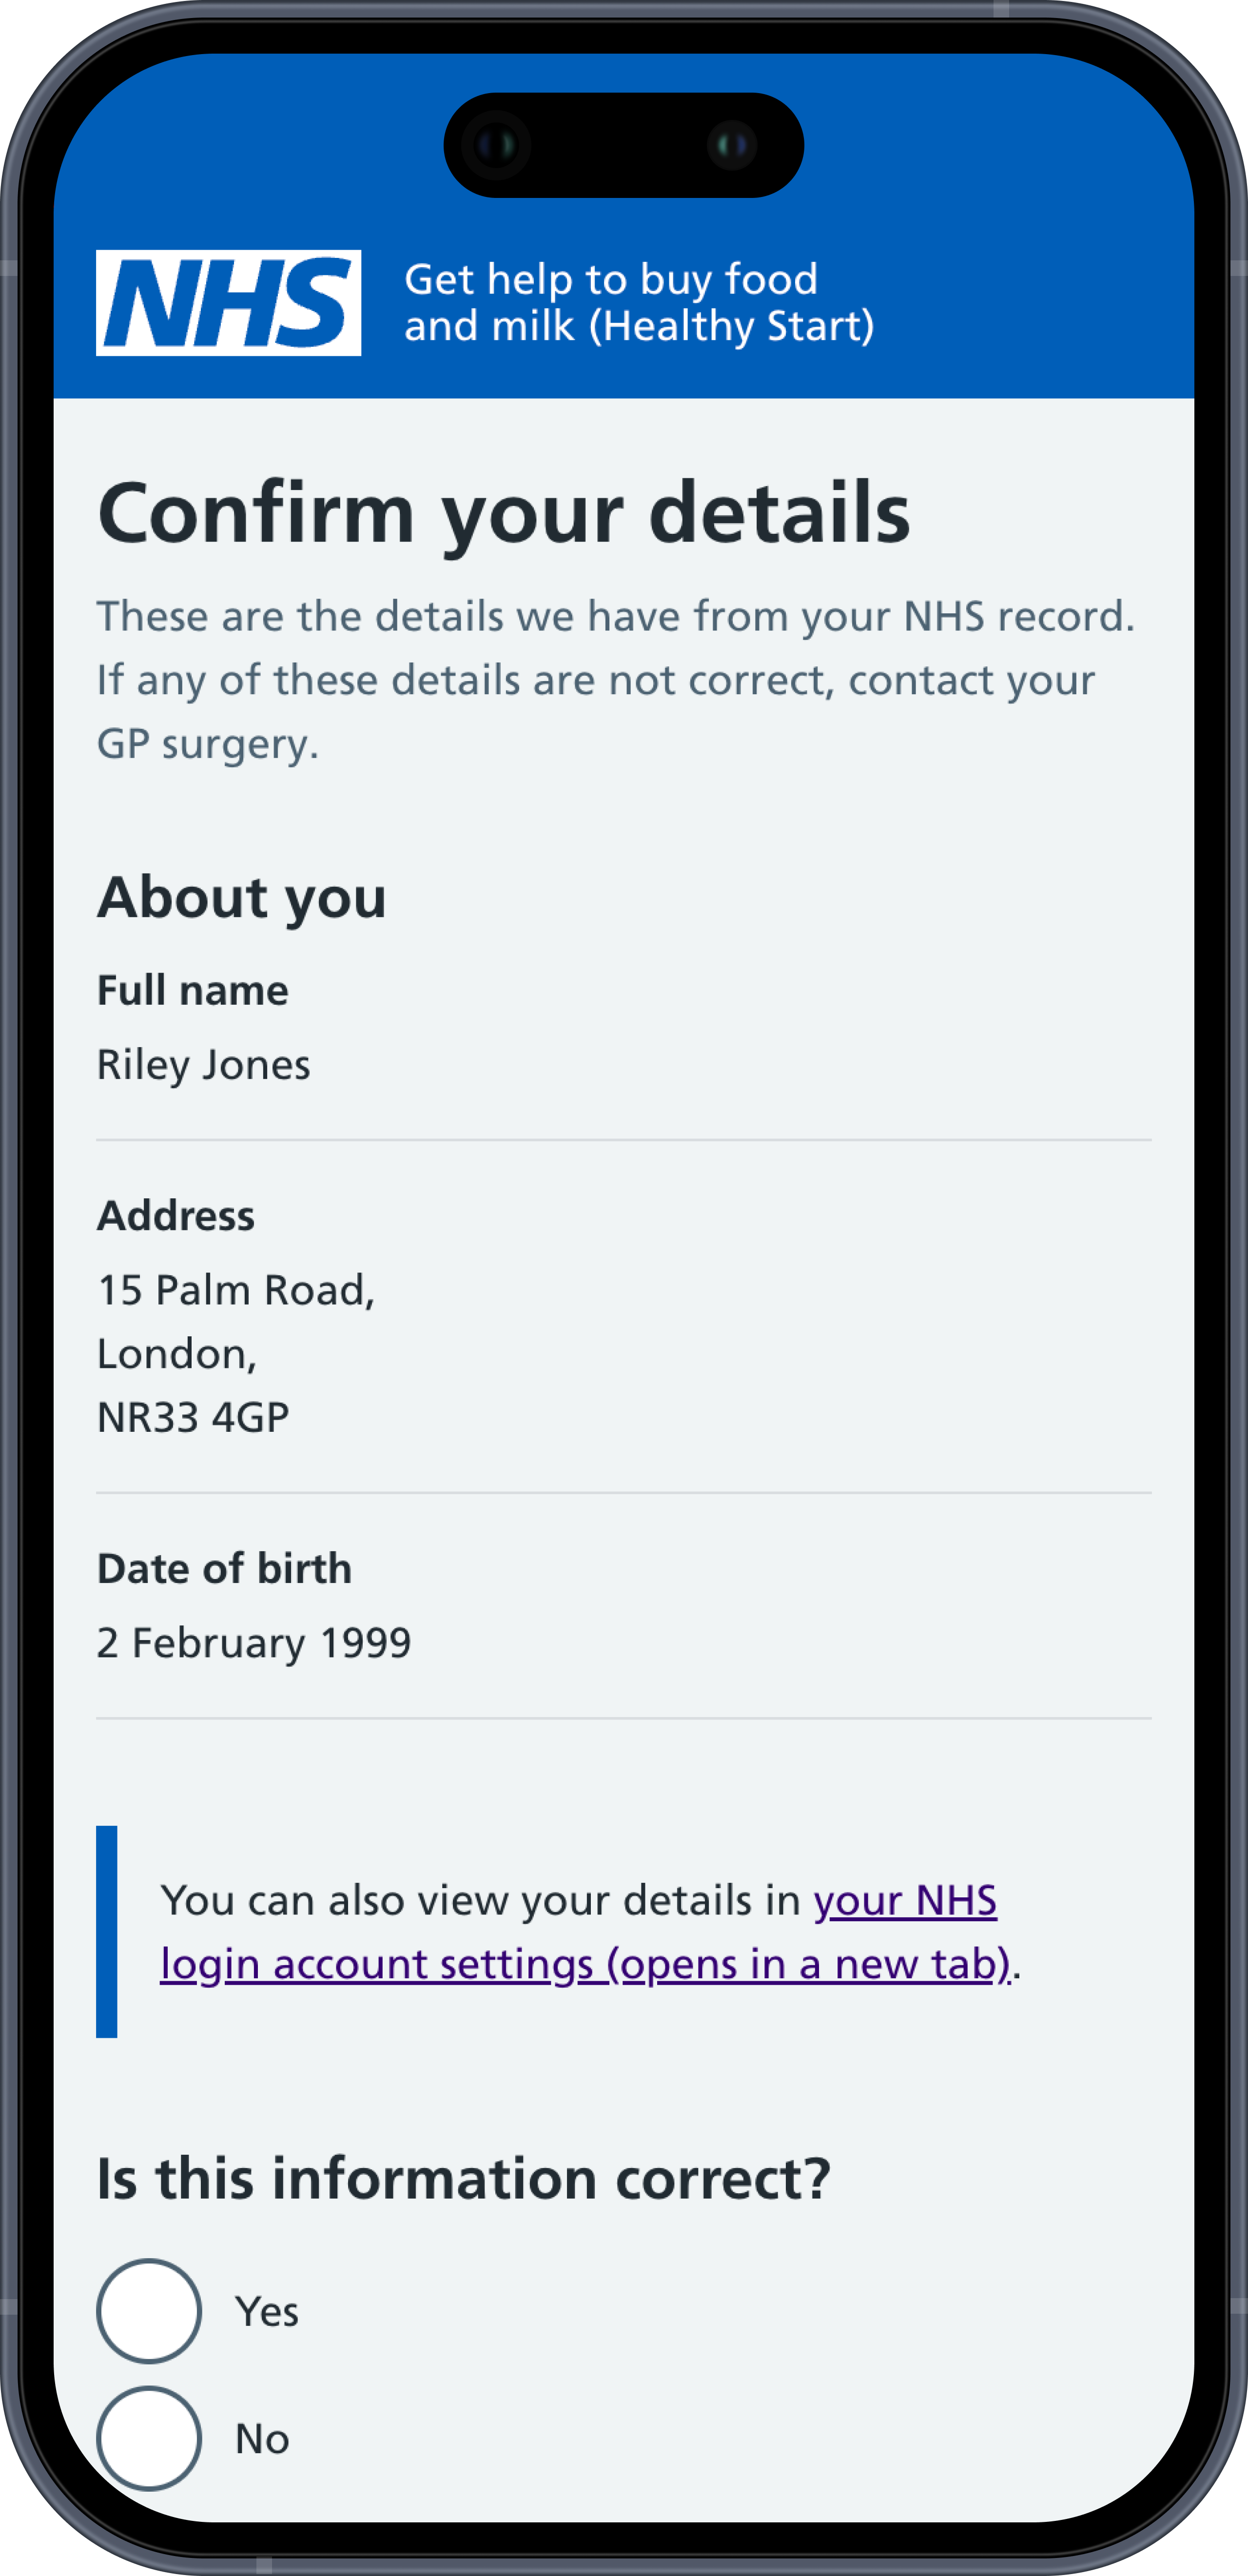 NHS
Get help to buy food
and milk (Healthy Start)
Confirm your details
These are the details we have from your NHS record.
If any of these details are not correct, contact your
GP surgery.
About you
Full name
Riley Jones
Address
15 Palm Road,
London,
NR33 4GP
Date of birth
2 February 1999
You can also view your details in your NHS
login account settings (opens in a new tab).
Is this information correct?
Yes
No